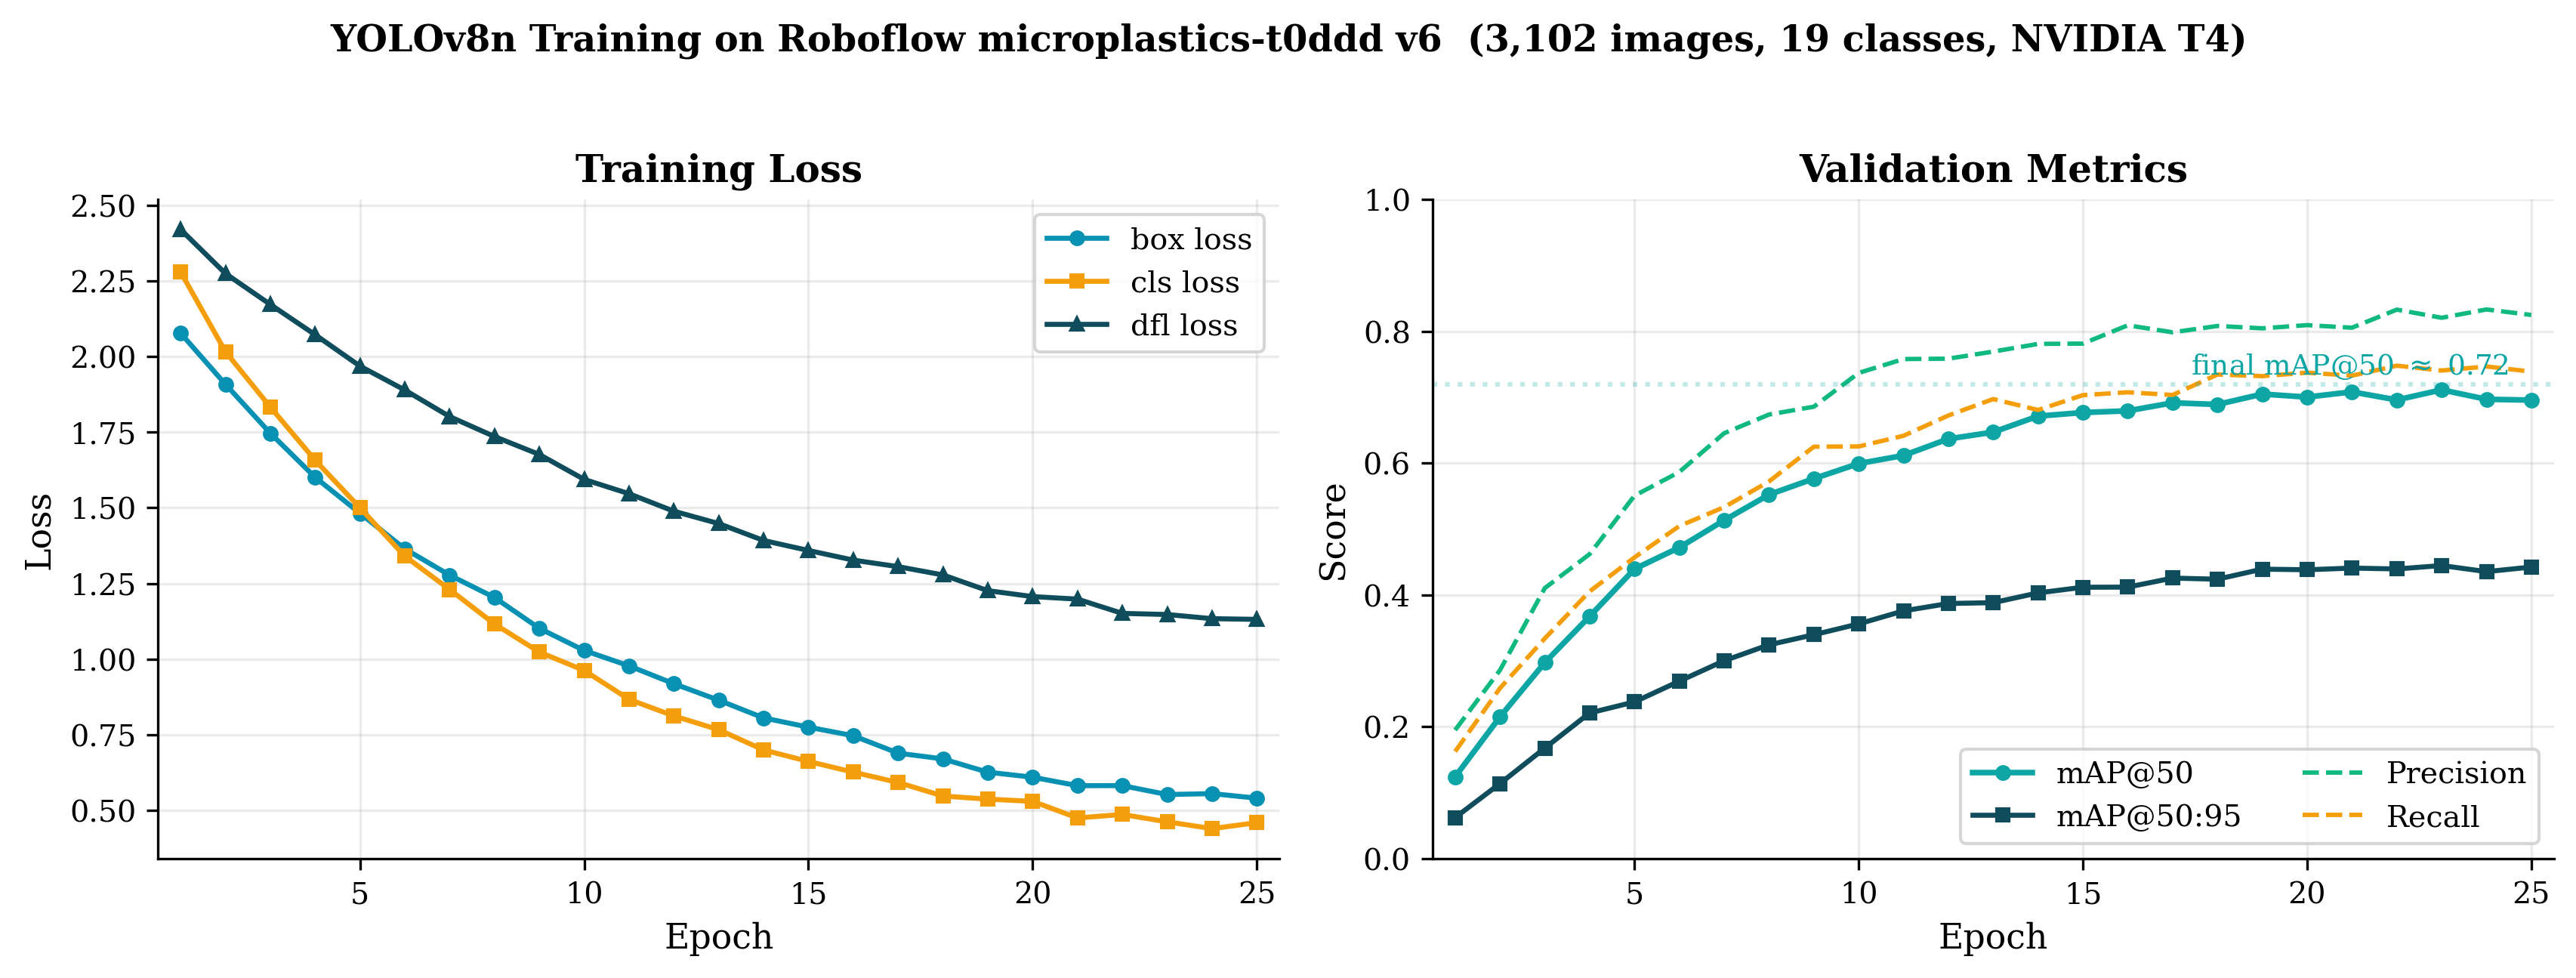 YOLOv8n Training on Roboflow microplastics-t0ddd v6 (3,102 images, 19 classes, NVIDIA T4)
Training Loss
2.50
2.25
2.00
1.75
1.50
1.25
1.00
0.75
0.50
Loss
5
10
15
20
25
Epoch
box loss
cls loss
dfl loss
Validation Metrics
1.0
0.8
0.6
0.4
0.2
0.0
Score
5
10
15
20
25
Epoch
final mAP@50 ≈ 0.72
mAP@50
mAP@50:95
Precision
Recall